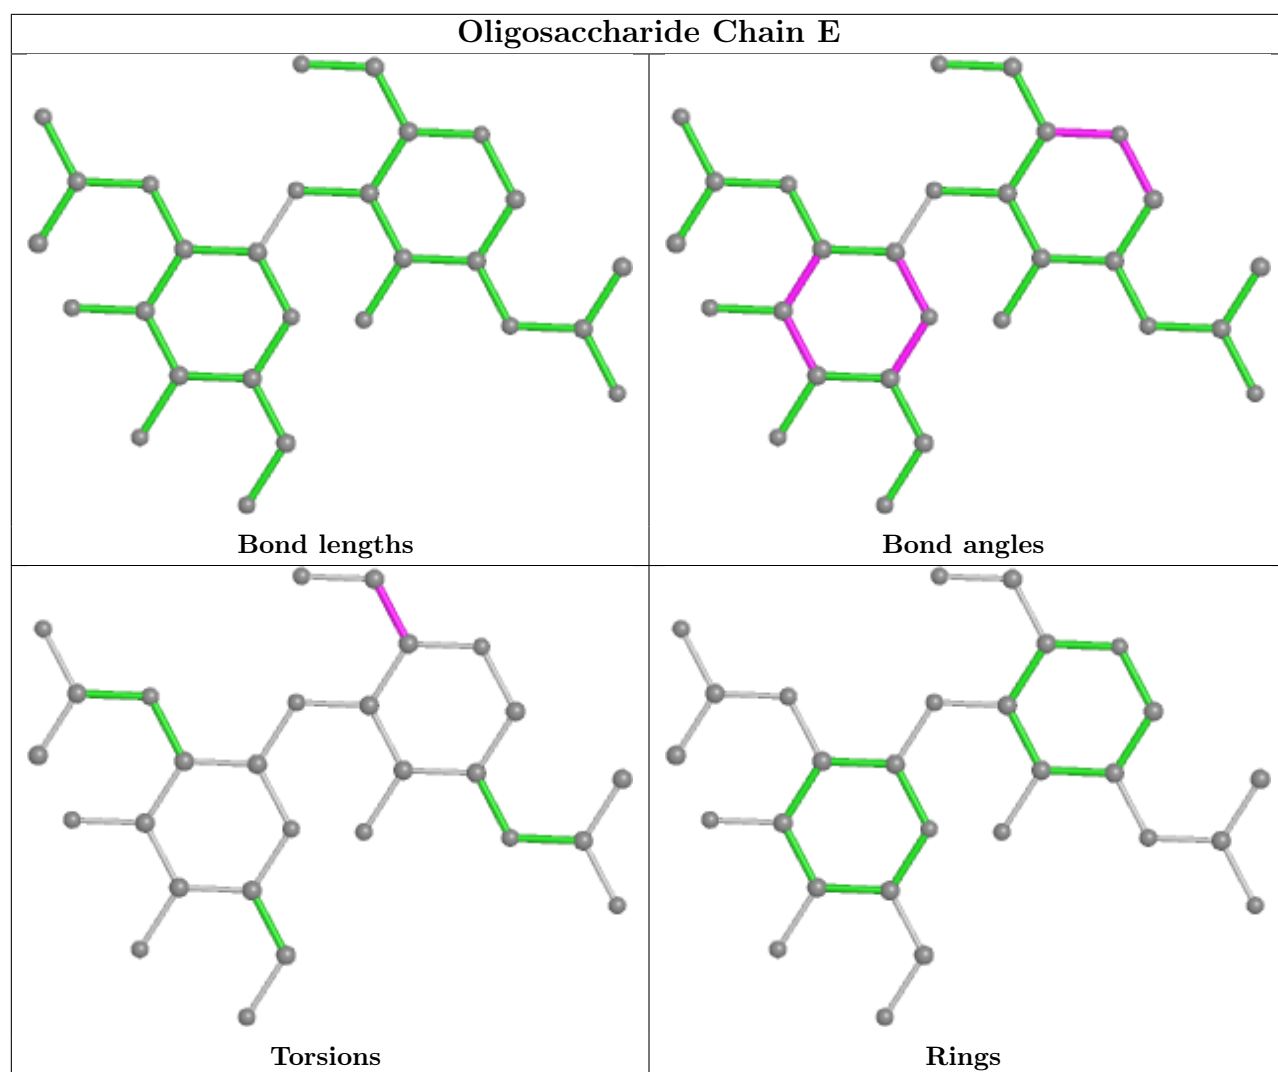 Oligosaccharide Chain E
Bond lengths
Bond angles
Torsions
Rings